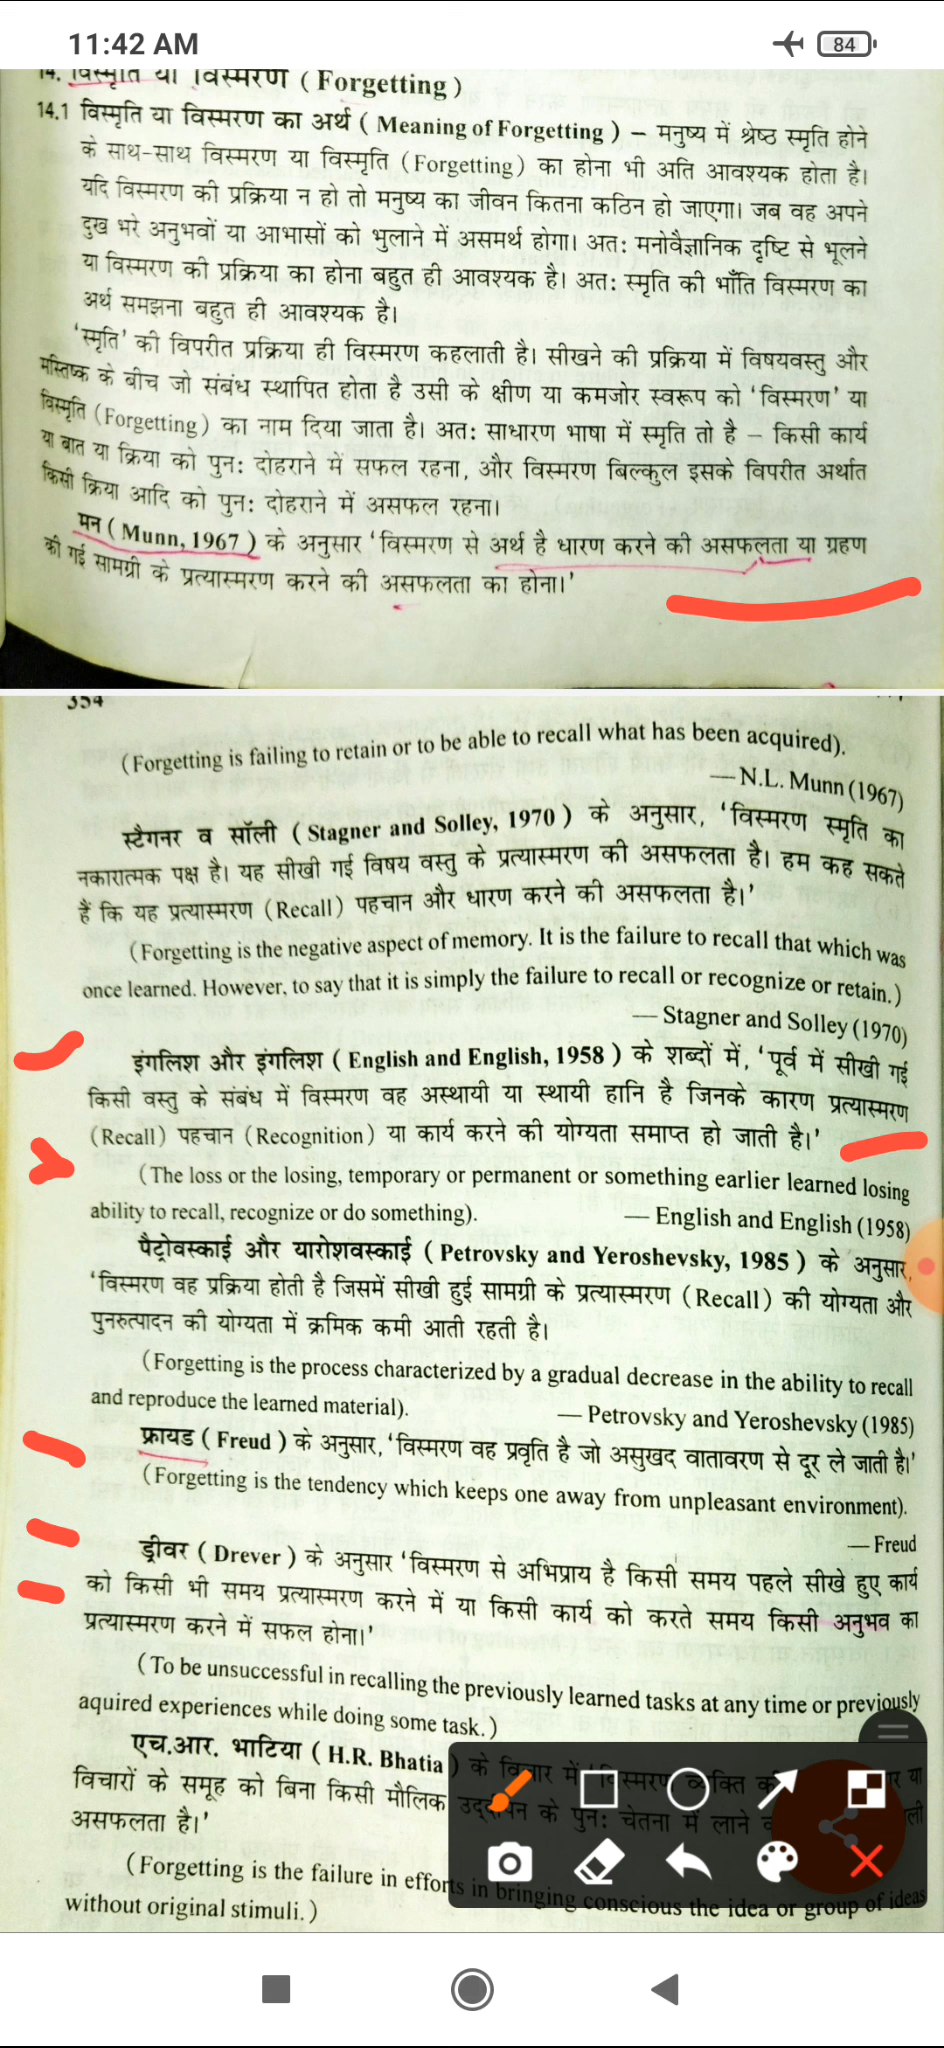 11:42 AM
84
14. विस्मृति या विस्मरण ( Forgetting )
14.1 विस्मृति या विस्मरण का अर्थ ( Meaning of Forgetting ) – मनुष्य में श्रेष्ठ स्मृति होने
के साथ-साथ विस्मरण या विस्मृति (Forgetting) का होना भी अति आवश्यक होता है।
यदि विस्मरण की प्रक्रिया न हो तो मनुष्य का जीवन कितना कठिन हो जाएगा। जब वह अपने
दुख भरे अनुभवों या आभासों को भुलाने में असमर्थ होगा। अतः मनोवैज्ञानिक दृष्टि से भूलने
या विस्मरण की प्रक्रिया का होना बहुत ही आवश्यक है। अतः स्मृति की भाँति विस्मरण का
अर्थ समझना बहुत ही आवश्यक है।
'स्मृति' की विपरीत प्रक्रिया ही विस्मरण कहलाती है। सीखने की प्रक्रिया में विषयवस्तु और
मस्तिष्क के बीच जो संबंध स्थापित होता है उसी के क्षीण या कमजोर स्वरूप को 'विस्मरण' या
विस्मृति (Forgetting) का नाम दिया जाता है। अतः साधारण भाषा में स्मृति तो है – किसी कार्य
या बात या क्रिया को पुनः दोहराने में सफल रहना, और विस्मरण बिल्कुल इसके विपरीत अर्थात
किसी क्रिया आदि को पुनः दोहराने में असफल रहना।
मन ( Munn, 1967 ) के अनुसार 'विस्मरण से अर्थ है धारण करने की असफलता या ग्रहण
की गई सामग्री के प्रत्यास्मरण करने की असफलता का होना।'
354
(Forgetting is failing to retain or to be able to recall what has been acquired).
— N.L. Munn (1967)
स्टैगनर व सॉली ( Stagner and Solley, 1970 ) के अनुसार, 'विस्मरण स्मृति का
नकारात्मक पक्ष है। यह सीखी गई विषय वस्तु के प्रत्यास्मरण की असफलता है। हम कह सकते
हैं कि यह प्रत्यास्मरण (Recall) पहचान और धारण करने की असफलता है।'
(Forgetting is the negative aspect of memory. It is the failure to recall that which was
once learned. However, to say that it is simply the failure to recall or recognize or retain.)
— Stagner and Solley (1970)
इंगलिश और इंगलिश ( English and English, 1958 ) के शब्दों में, 'पूर्व में सीखी गई
किसी वस्तु के संबंध में विस्मरण वह अस्थायी या स्थायी हानि है जिनके कारण प्रत्यास्मरण
(Recall) पहचान (Recognition) या कार्य करने की योग्यता समाप्त हो जाती है।'
(The loss or the losing, temporary or permanent or something earlier learned losing
ability to recall, recognize or do something).
— English and English (1958)
पैट्रोवस्काई और यारोशवस्काई ( Petrovsky and Yeroshevsky, 1985 ) के अनुसार,
'विस्मरण वह प्रक्रिया होती है जिसमें सीखी हुई सामग्री के प्रत्यास्मरण (Recall) की योग्यता और
पुनरुत्पादन की योग्यता में क्रमिक कमी आती रहती है।
(Forgetting is the process characterized by a gradual decrease in the ability to recall
and reproduce the learned material).
— Petrovsky and Yeroshevsky (1985)
फ्रायड ( Freud ) के अनुसार, 'विस्मरण वह प्रवृति है जो असुखद वातावरण से दूर ले जाती है।'
(Forgetting is the tendency which keeps one away from unpleasant environment).
— Freud
ड्रीवर ( Drever ) के अनुसार 'विस्मरण से अभिप्राय है किसी समय पहले सीखे हुए कार्य
को किसी भी समय प्रत्यास्मरण करने में या किसी कार्य को करते समय किसी अनुभव का
प्रत्यास्मरण करने में सफल होना।'
(To be unsuccessful in recalling the previously learned tasks at any time or previously
aquired experiences while doing some task.)
एच.आर. भाटिया ( H.R. Bhatia ) के विचार में 'विस्मरण व्यक्ति
विचारों के समूह को बिना किसी मौलिक उद्दीपन के पुनः चेतना में लाने
असफलता है।'
(Forgetting is the failure in efforts in bringing conscious the idea or group of ideas
without original stimuli.)